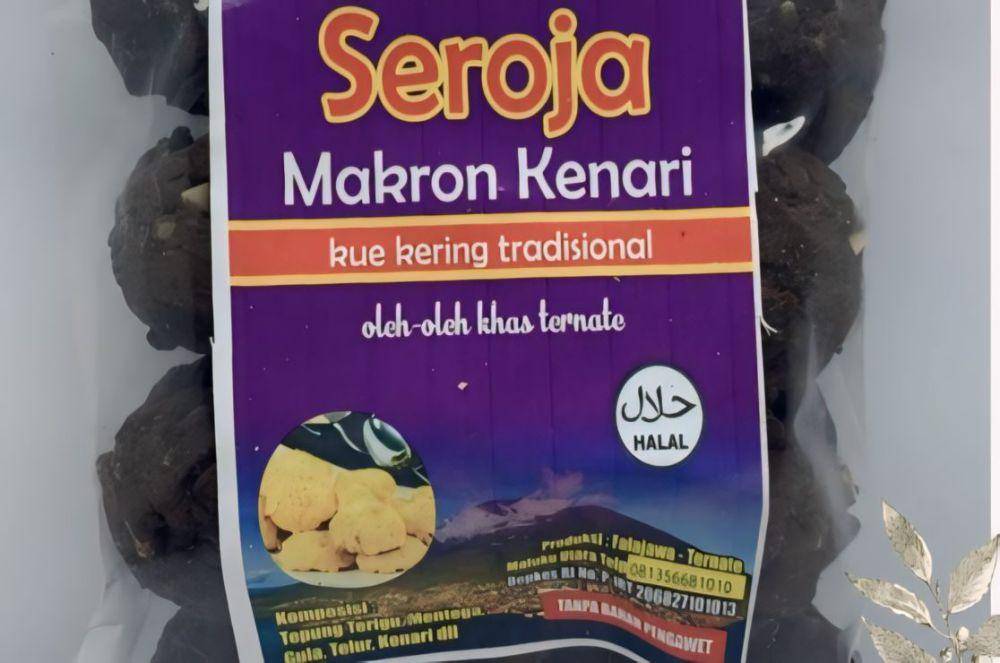 Seroja
Makron Kenari
kue kering tradisional
oleh-oleh khas ternate
حلال
HALAL
Produksi : Falajawa - Ternate
Maluku Utara Telp 081356681010
Depkes RI No. P-IRT 206827101013
TANPA BAHAN PENGAWET
Komposisi :
Tepung Terigu, Mentega,
Gula, Telur, Kenari dll